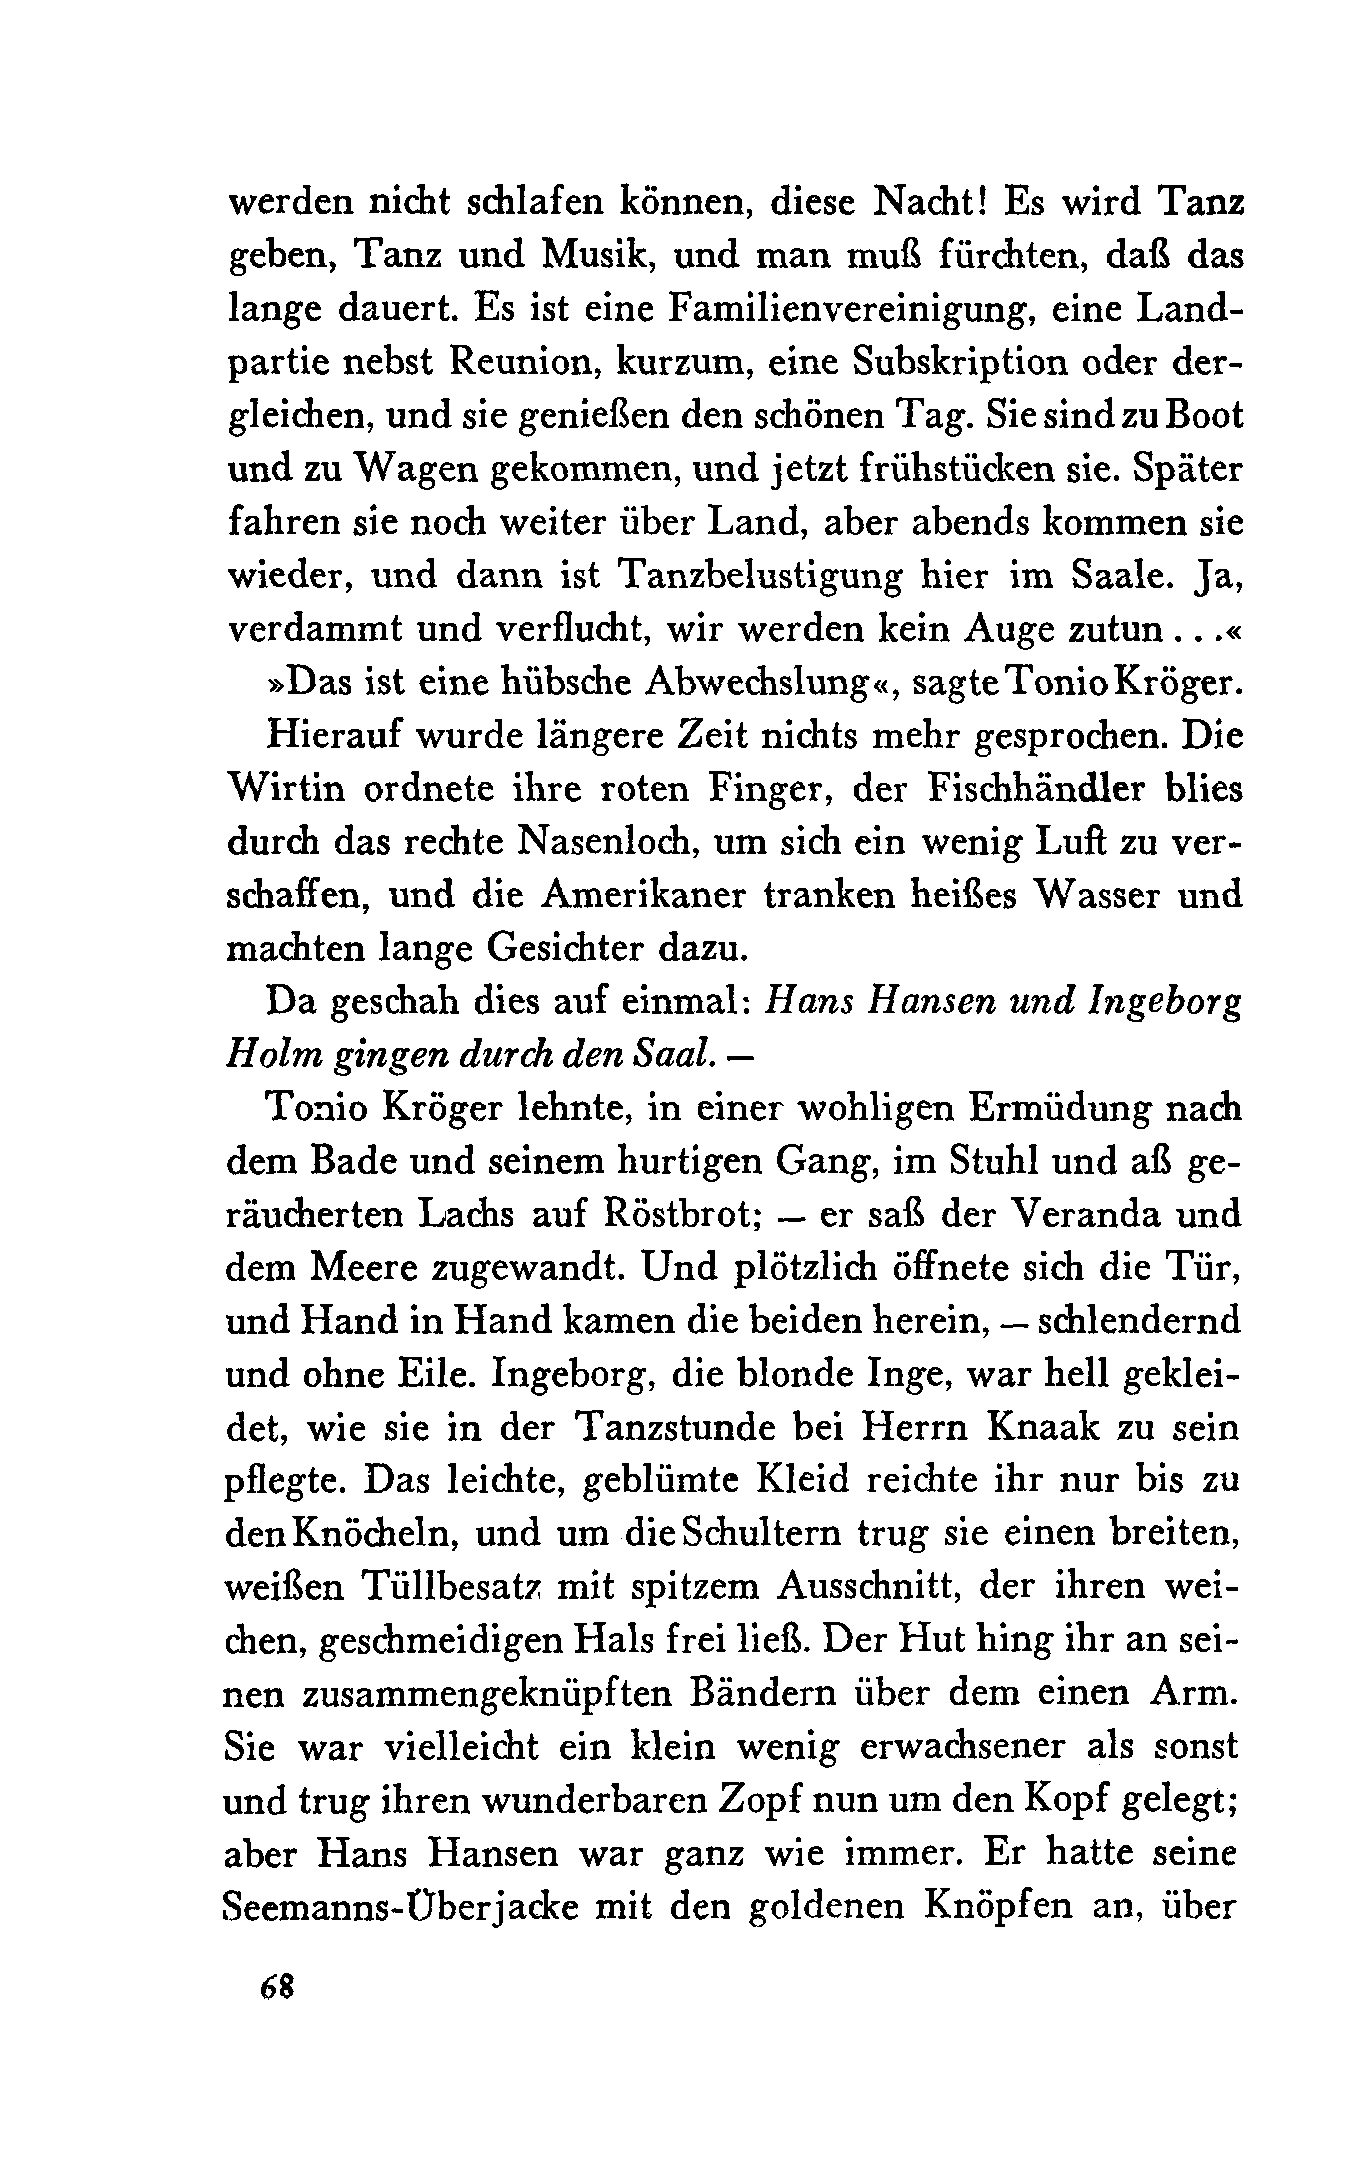 werden nicht schlafen können, diese Nacht! Es wird Tanz
geben, Tanz und Musik, und man muß fürchten, daß das
lange dauert. Es ist eine Familienvereinigung, eine Land-
partie nebst Reunion, kurzum, eine Subskription oder der-
gleichen, und sie genießen den schönen Tag. Sie sind zu Boot
und zu Wagen gekommen, und jetzt frühstücken sie. Später
fahren sie noch weiter über Land, aber abends kommen sie
wieder, und dann ist Tanzbelustigung hier im Saale. Ja,
verdammt und verflucht, wir werden kein Auge zutun . . .«
»Das ist eine hübsche Abwechslung«, sagte Tonio Kröger.
Hierauf wurde längere Zeit nichts mehr gesprochen. Die
Wirtin ordnete ihre roten Finger, der Fischhändler blies
durch das rechte Nasenloch, um sich ein wenig Luft zu ver-
schaffen, und die Amerikaner tranken heißes Wasser und
machten lange Gesichter dazu.
Da geschah dies auf einmal: Hans Hansen und Ingeborg
Holm gingen durch den Saal. —
Tonio Kröger lehnte, in einer wohligen Ermüdung nach
dem Bade und seinem hurtigen Gang, im Stuhl und aß ge-
räucherten Lachs auf Röstbrot; — er saß der Veranda und
dem Meere zugewandt. Und plötzlich öffnete sich die Tür,
und Hand in Hand kamen die beiden herein, — schlendernd
und ohne Eile. Ingeborg, die blonde Inge, war hell geklei-
det, wie sie in der Tanzstunde bei Herrn Knaak zu sein
pflegte. Das leichte, geblümte Kleid reichte ihr nur bis zu
den Knöcheln, und um die Schultern trug sie einen breiten,
weißen Tüllbesatz mit spitzem Ausschnitt, der ihren wei-
chen, geschmeidigen Hals frei ließ. Der Hut hing ihr an sei-
nen zusammengeknüpften Bändern über dem einen Arm.
Sie war vielleicht ein klein wenig erwachsener als sonst
und trug ihren wunderbaren Zopf nun um den Kopf gelegt;
aber Hans Hansen war ganz wie immer. Er hatte seine
Seemanns-Überjacke mit den goldenen Knöpfen an, über
68